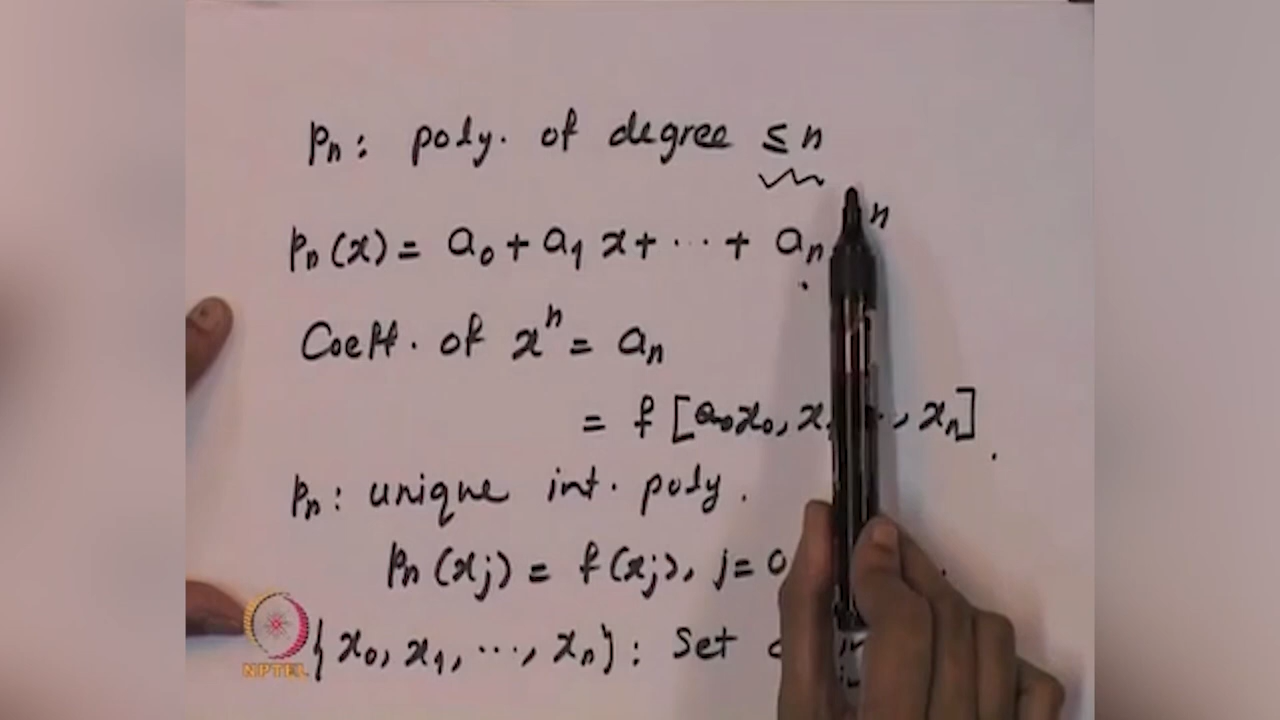 Pn : poly. of degree ≤ n
Pn (x) = a0 + a1 x + ··· + an n
Coeff. of x^n = an
= f [x0, x, ··, xn].
Pn : unique int. poly.
Pn (xj) = f (xj), j = 0
{x0, x1, ···, xn} : Set
NPTEL